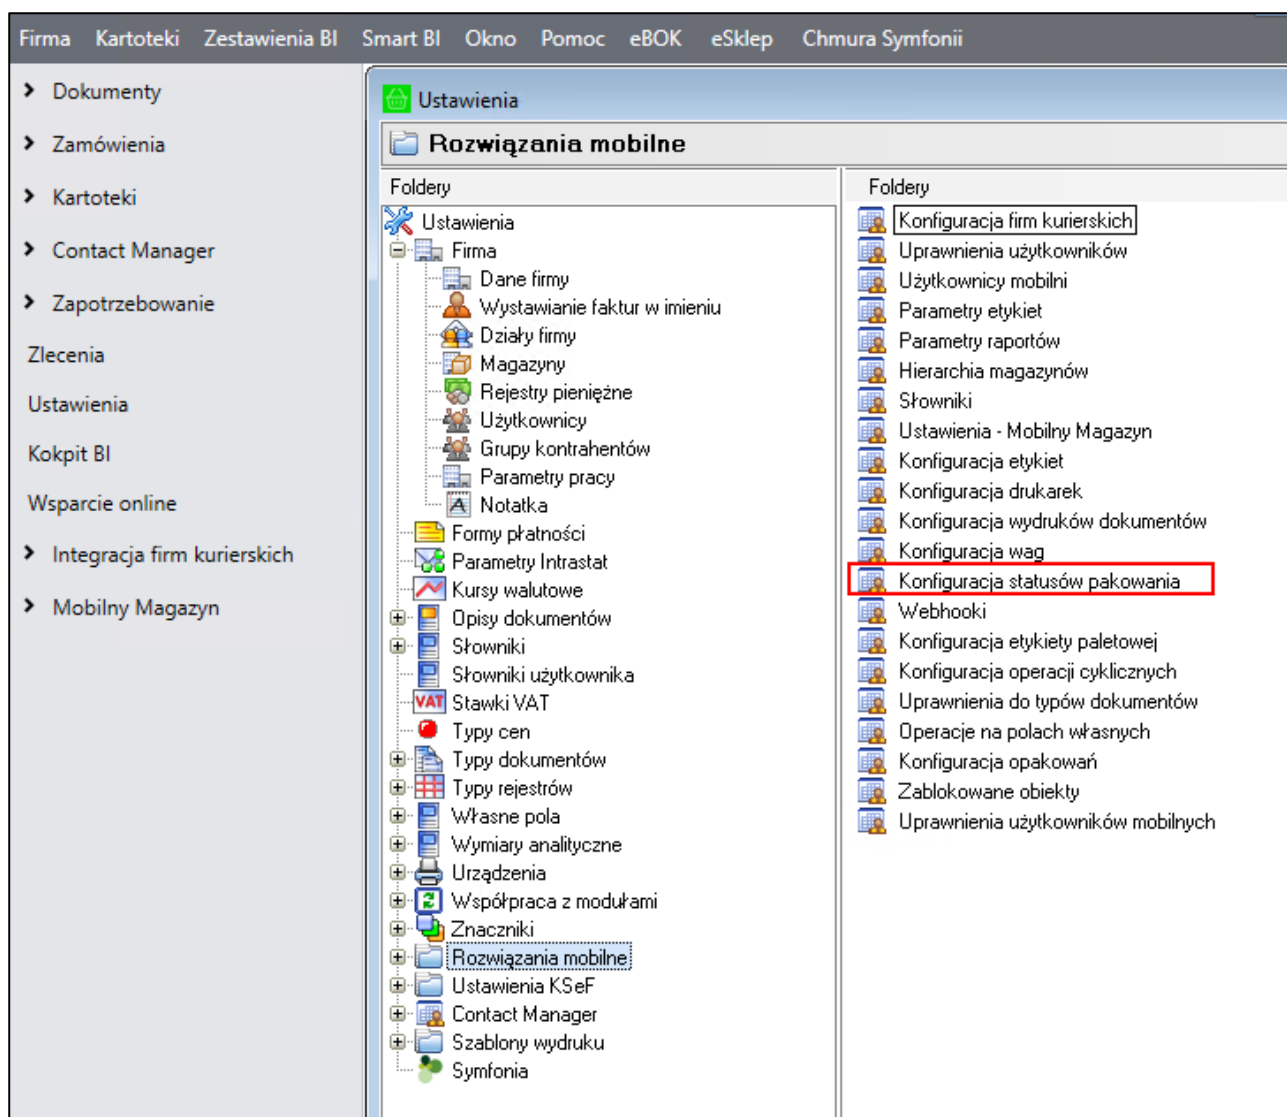 Firma Kartoteki Zestawienia BI Smart BI Okno Pomoc eBOK eSklep Chmura Symfonii
Dokumenty
Zamówienia
Kartoteki
Contact Manager
Zapotrzebowanie
Zlecenia
Ustawienia
Kokpit BI
Wsparcie online
Integracja firm kurierskich
Mobilny Magazyn
Ustawienia
Rozwiązania mobilne
Foldery
Ustawienia
Firma
Dane firmy
Wystawianie faktur w imieniu
Działy firmy
Magazyny
Rejestry pieniężne
Użytkownicy
Grupy kontrahentów
Parametry pracy
Notatka
Formy płatności
Parametry Intrastat
Kursy walutowe
Opisy dokumentów
Słowniki
Słowniki użytkownika
VAT Stawki VAT
Typy cen
Typy dokumentów
Typy rejestrów
Własne pola
Wymiary analityczne
Urządzenia
Współpraca z modułami
Znaczniki
Rozwiązania mobilne
Ustawienia KSeF
Contact Manager
Szablony wydruku
Symfonia
Foldery
Konfiguracja firm kurierskich
Uprawnienia użytkowników
Użytkownicy mobilni
Parametry etykiet
Parametry raportów
Hierarchia magazynów
Słowniki
Ustawienia - Mobilny Magazyn
Konfiguracja etykiet
Konfiguracja drukarek
Konfiguracja wydruków dokumentów
Konfiguracja wag
Konfiguracja statusów pakowania
Webhooki
Konfiguracja etykiety paletowej
Konfiguracja operacji cyklicznych
Uprawnienia do typów dokumentów
Operacje na polach własnych
Konfiguracja opakowań
Zablokowane obiekty
Uprawnienia użytkowników mobilnych